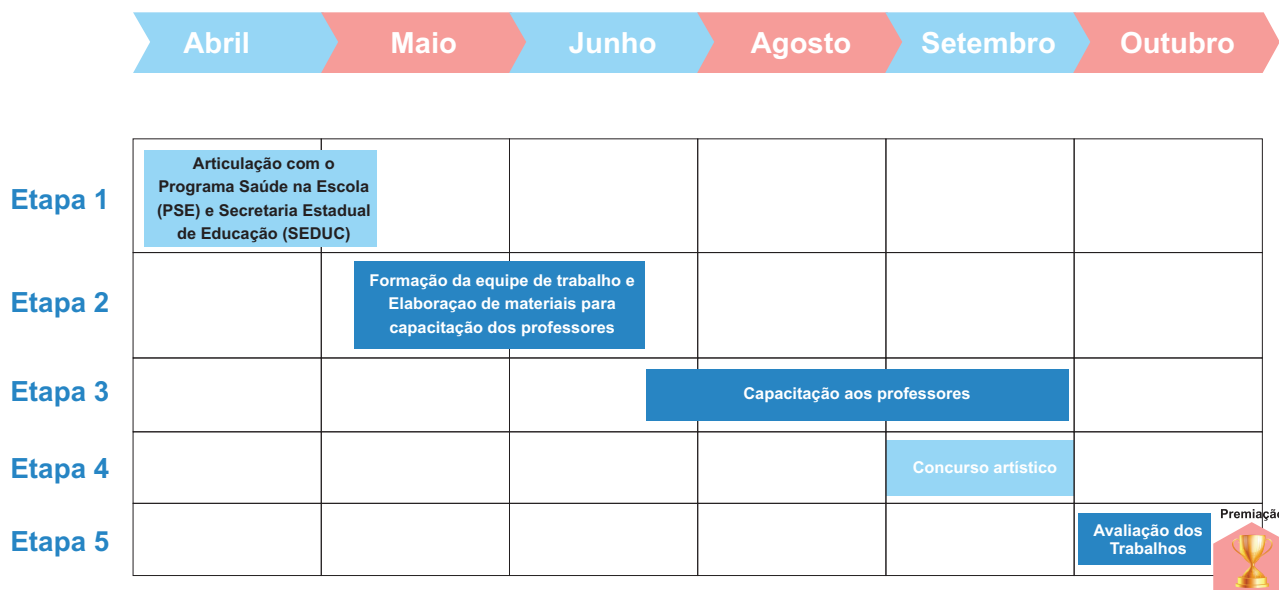 Abril Maio Junho Agosto Setembro Outubro
Etapa 1
Articulação com o
Programa Saúde na Escola
(PSE) e Secretaria Estadual
de Educação (SEDUC)
Etapa 2
Formação da equipe de trabalho e
Elaboraçao de materiais para
capacitação dos professores
Etapa 3
Capacitação aos professores
Etapa 4
Concurso artístico
Etapa 5
Avaliação dos
Trabalhos
Premiação